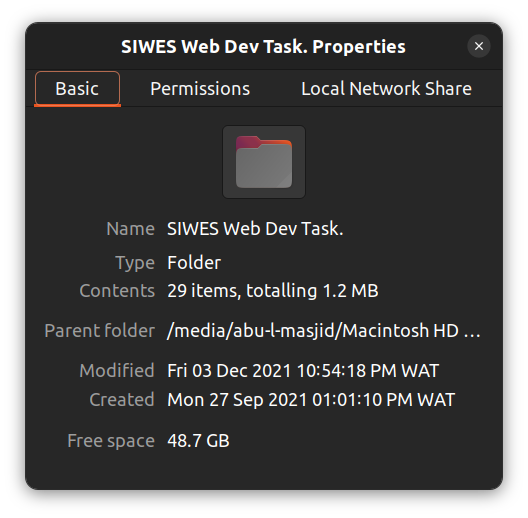 SIWES Web Dev Task. Properties
Basic Permissions Local Network Share
Name SIWES Web Dev Task.
Type Folder
Contents 29 items, totalling 1.2 MB
Parent folder /media/abu-l-masjid/Macintosh HD …
Modified Fri 03 Dec 2021 10:54:18 PM WAT
Created Mon 27 Sep 2021 01:01:10 PM WAT
Free space 48.7 GB